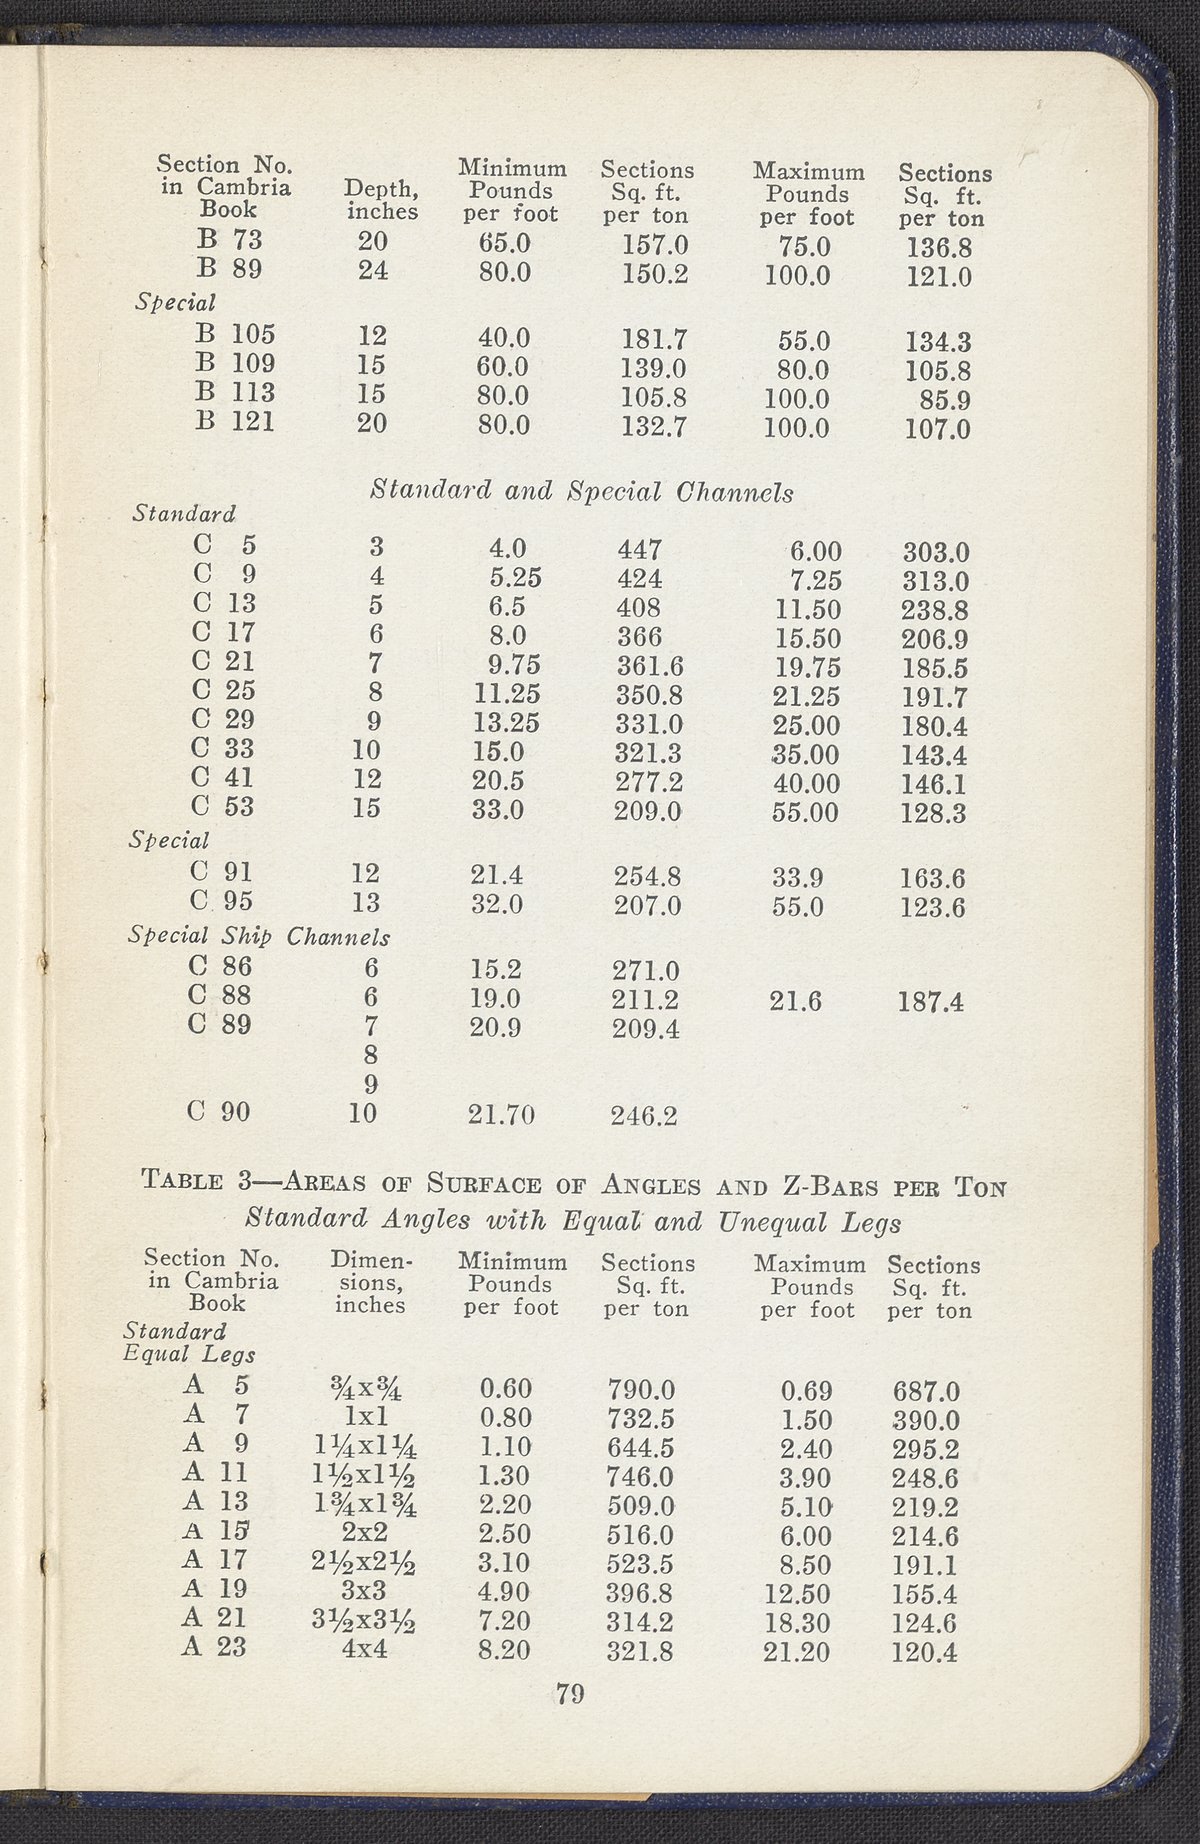 Section No. Minimum Sections Maximum Sections
in Cambria Depth, Pounds Sq. ft. Pounds Sq. ft.
Book inches per foot per ton per foot per ton
B 73 20 65.0 157.0 75.0 136.8
B 89 24 80.0 150.2 100.0 121.0
Special
B 105 12 40.0 181.7 55.0 134.3
B 109 15 60.0 139.0 80.0 105.8
B 113 15 80.0 105.8 100.0 85.9
B 121 20 80.0 132.7 100.0 107.0
Standard and Special Channels
Standard
C 5 3 4.0 447 6.00 303.0
C 9 4 5.25 424 7.25 313.0
C 13 5 6.5 408 11.50 238.8
C 17 6 8.0 366 15.50 206.9
C 21 7 9.75 361.6 19.75 185.5
C 25 8 11.25 350.8 21.25 191.7
C 29 9 13.25 331.0 25.00 180.4
C 33 10 15.0 321.3 35.00 143.4
C 41 12 20.5 277.2 40.00 146.1
C 53 15 33.0 209.0 55.00 128.3
Special
C 91 12 21.4 254.8 33.9 163.6
C 95 13 32.0 207.0 55.0 123.6
Special Ship Channels
C 86 6 15.2 271.0
C 88 6 19.0 211.2 21.6 187.4
C 89 7 20.9 209.4
8
9
C 90 10 21.70 246.2
TABLE 3—AREAS OF SURFACE OF ANGLES AND Z-BARS PER TON
Standard Angles with Equal and Unequal Legs
Section No. Dimen- Minimum Sections Maximum Sections
in Cambria sions, Pounds Sq. ft. Pounds Sq. ft.
Book inches per foot per ton per foot per ton
Standard
Equal Legs
A 5 ¾x¾ 0.60 790.0 0.69 687.0
A 7 1x1 0.80 732.5 1.50 390.0
A 9 1¼x1¼ 1.10 644.5 2.40 295.2
A 11 1½x1½ 1.30 746.0 3.90 248.6
A 13 1¾x1¾ 2.20 509.0 5.10 219.2
A 15 2x2 2.50 516.0 6.00 214.6
A 17 2½x2½ 3.10 523.5 8.50 191.1
A 19 3x3 4.90 396.8 12.50 155.4
A 21 3½x3½ 7.20 314.2 18.30 124.6
A 23 4x4 8.20 321.8 21.20 120.4
79